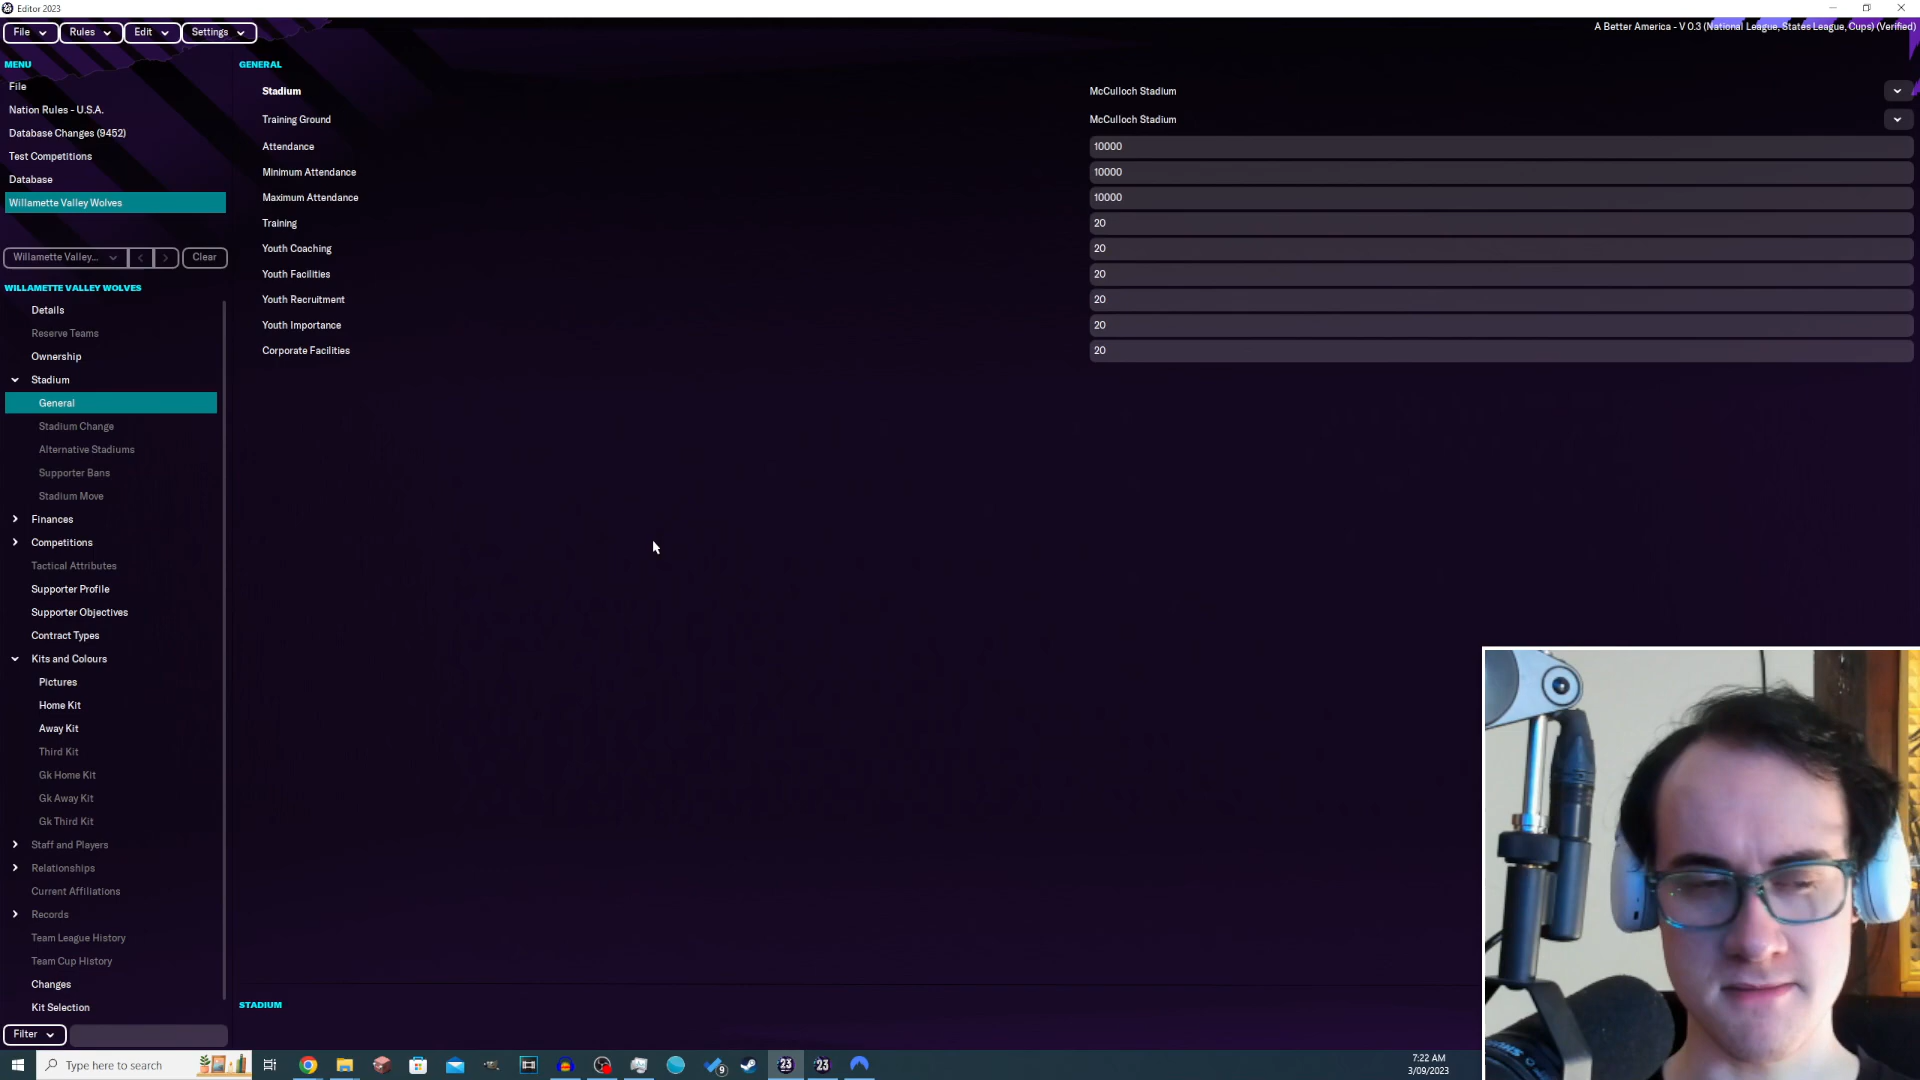 Editor 2023
File
Rules
Edit
Settings
A Better America - V 0.3 (National League, States League, Cups) (Verified)
MENU
File
Nation Rules - U.S.A.
Database Changes (9452)
Test Competitions
Database
Willamette Valley Wolves
Willamette Valley...
Clear
WILLAMETTE VALLEY WOLVES
Details
Reserve Teams
Ownership
Stadium
General
Stadium Change
Alternative Stadiums
Supporter Bans
Stadium Move
Finances
Competitions
Tactical Attributes
Supporter Profile
Supporter Objectives
Contract Types
Kits and Colours
Pictures
Home Kit
Away Kit
Third Kit
Gk Home Kit
Gk Away Kit
Gk Third Kit
Staff and Players
Relationships
Current Affiliations
Records
Team League History
Team Cup History
Changes
Kit Selection
Filter
GENERAL
Stadium McCulloch Stadium
Training Ground McCulloch Stadium
Attendance 10000
Minimum Attendance 10000
Maximum Attendance 10000
Training 20
Youth Coaching 20
Youth Facilities 20
Youth Recruitment 20
Youth Importance 20
Corporate Facilities 20
STADIUM
Type here to search
9
23
23
7:22 AM
3/09/2023